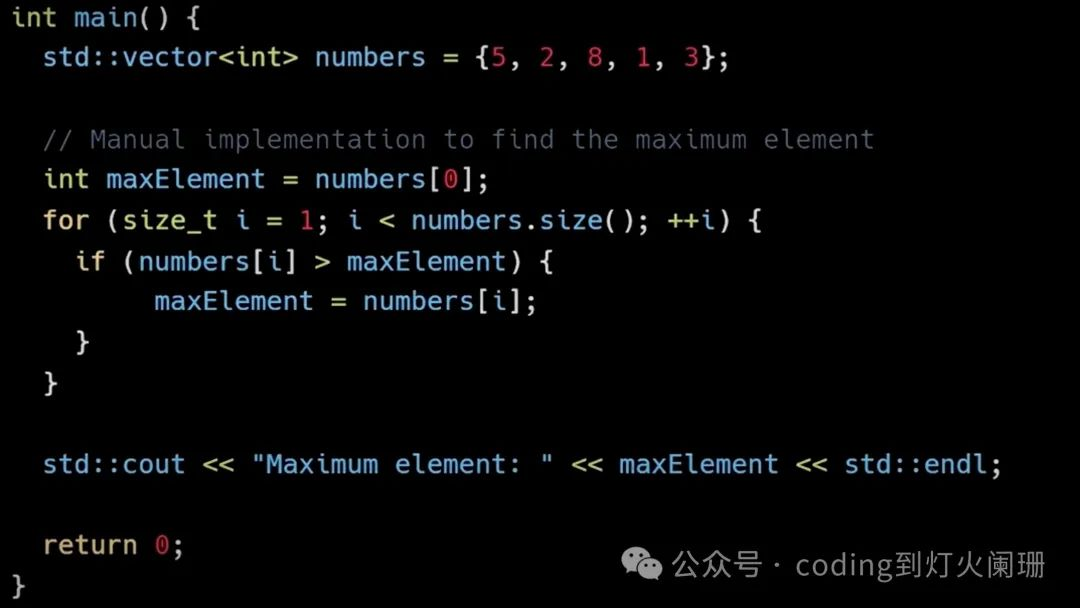 int main() {
  std::vector<int> numbers = {5, 2, 8, 1, 3};

  // Manual implementation to find the maximum element
  int maxElement = numbers[0];
  for (size_t i = 1; i < numbers.size(); ++i) {
    if (numbers[i] > maxElement) {
         maxElement = numbers[i];
    }
  }

  std::cout << "Maximum element: " << maxElement << std::endl;

  return 0;
}
公众号 · coding到灯火阑珊